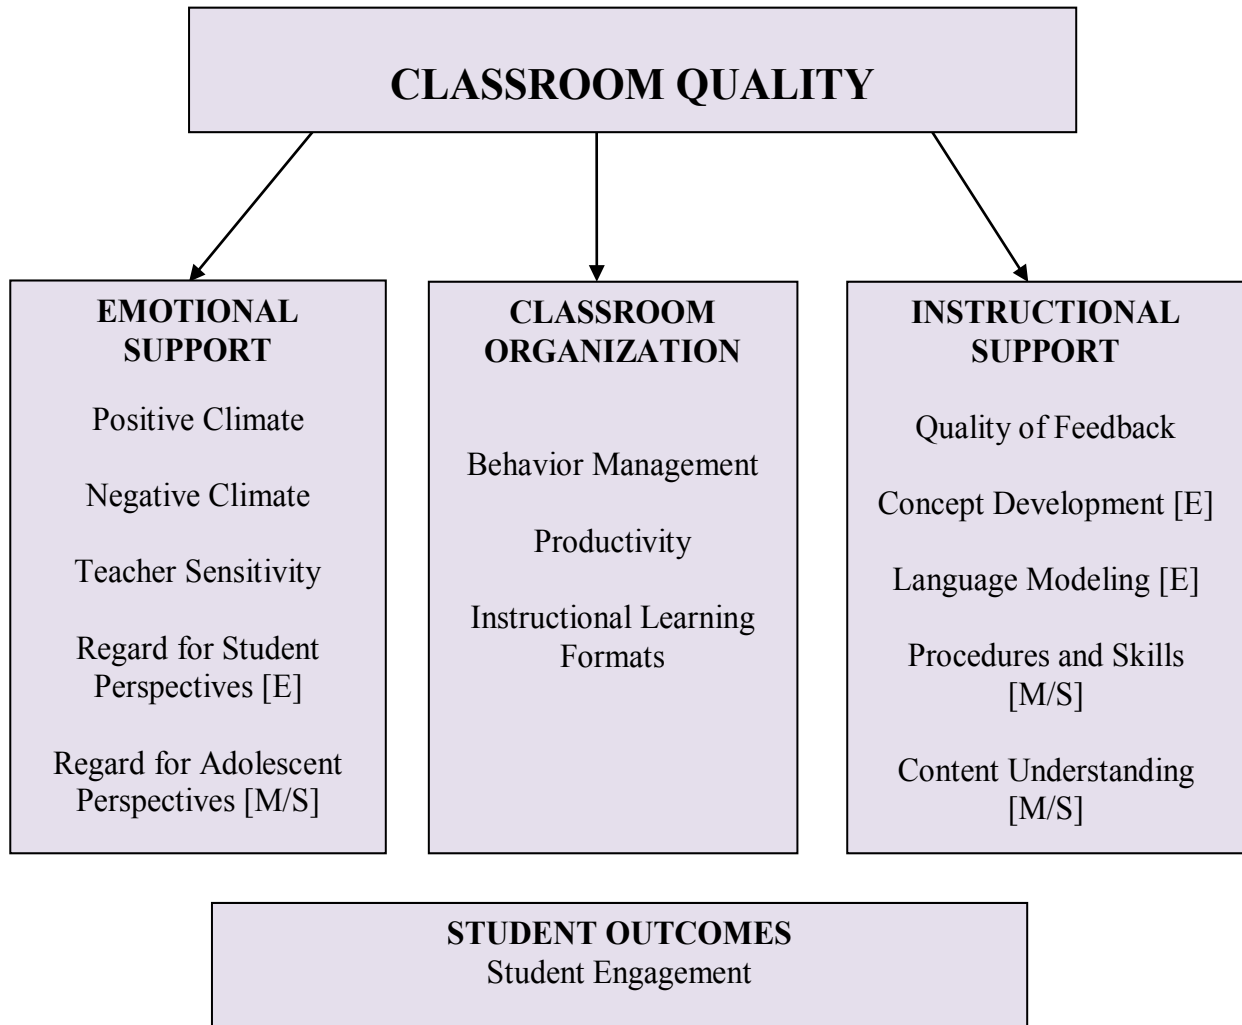 CLASSROOM QUALITY
EMOTIONAL
SUPPORT
Positive Climate
Negative Climate
Teacher Sensitivity
Regard for Student
Perspectives [E]
Regard for Adolescent
Perspectives [M/S]
CLASSROOM
ORGANIZATION
Behavior Management
Productivity
Instructional Learning
Formats
INSTRUCTIONAL
SUPPORT
Quality of Feedback
Concept Development [E]
Language Modeling [E]
Procedures and Skills
[M/S]
Content Understanding
[M/S]
STUDENT OUTCOMES
Student Engagement